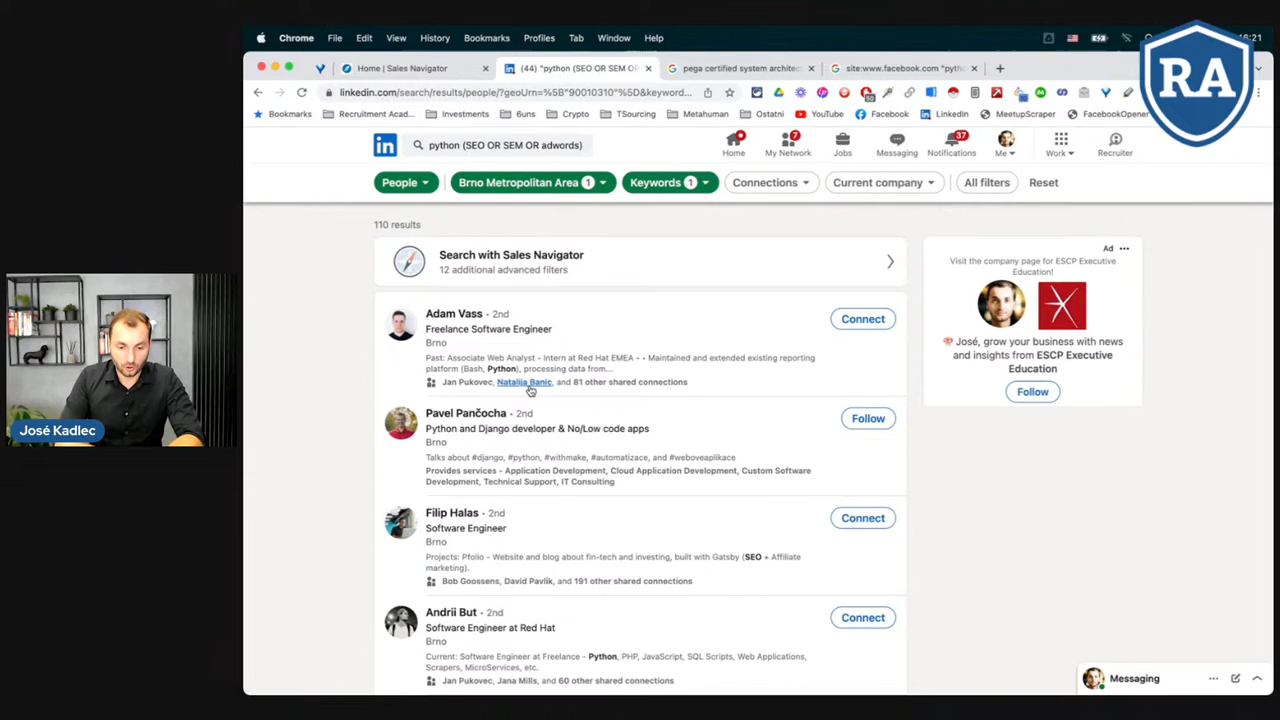 Chrome File Edit View History Bookmarks Profiles Tab Window Help
16:21
RA
Home | Sales Navigator
(44) "python (SEO OR SEM OR
pega certified system architec
site:www.facebook.com "pytho
linkedin.com/search/results/people/?geoUrn=%5B"90010310"%5D&keyword...
Bookmarks Recruitment Acad... Investments 6uns Crypto TSourcing Metahuman Ostatni YouTube Facebook LinkedIn MeetupScraper FacebookOpener
in python (SEO OR SEM OR adwords)
Home My Network Jobs Messaging Notifications Me Work Recruiter
7 37
People Brno Metropolitan Area 1 Keywords 1 Connections Current company All filters Reset
110 results
Search with Sales Navigator
12 additional advanced filters
Adam Vass • 2nd
Freelance Software Engineer
Brno
Past: Associate Web Analyst - Intern at Red Hat EMEA - • Maintained and extended existing reporting
platform (Bash, Python), processing data from...
Jan Pukovec, Natalija Banic, and 81 other shared connections
Connect
Pavel Pančocha • 2nd
Python and Django developer & No/Low code apps
Brno
Talks about #django, #python, #withmake, #automatizace, and #weboveaplikace
Provides services - Application Development, Cloud Application Development, Custom Software
Development, Technical Support, IT Consulting
Follow
Filip Halas • 2nd
Software Engineer
Brno
Projects: Pfolio - Website and blog about fin-tech and investing, built with Gatsby (SEO + Affiliate
marketing).
Bob Goossens, David Pavlik, and 191 other shared connections
Connect
Andrii But • 2nd
Software Engineer at Red Hat
Brno
Current: Software Engineer at Freelance - Python, PHP, JavaScript, SQL Scripts, Web Applications,
Scrapers, MicroServices, etc.
Jan Pukovec, Jana Mills, and 60 other shared connections
Connect
Ad ...
Visit the company page for ESCP Executive
Education!
José, grow your business with news
and insights from ESCP Executive
Education
Follow
Messaging
José Kadlec